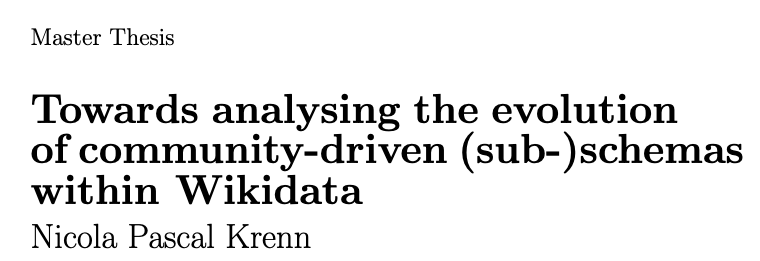 Master Thesis
Towards analysing the evolution
of community-driven (sub-)schemas
within Wikidata
Nicola Pascal Krenn